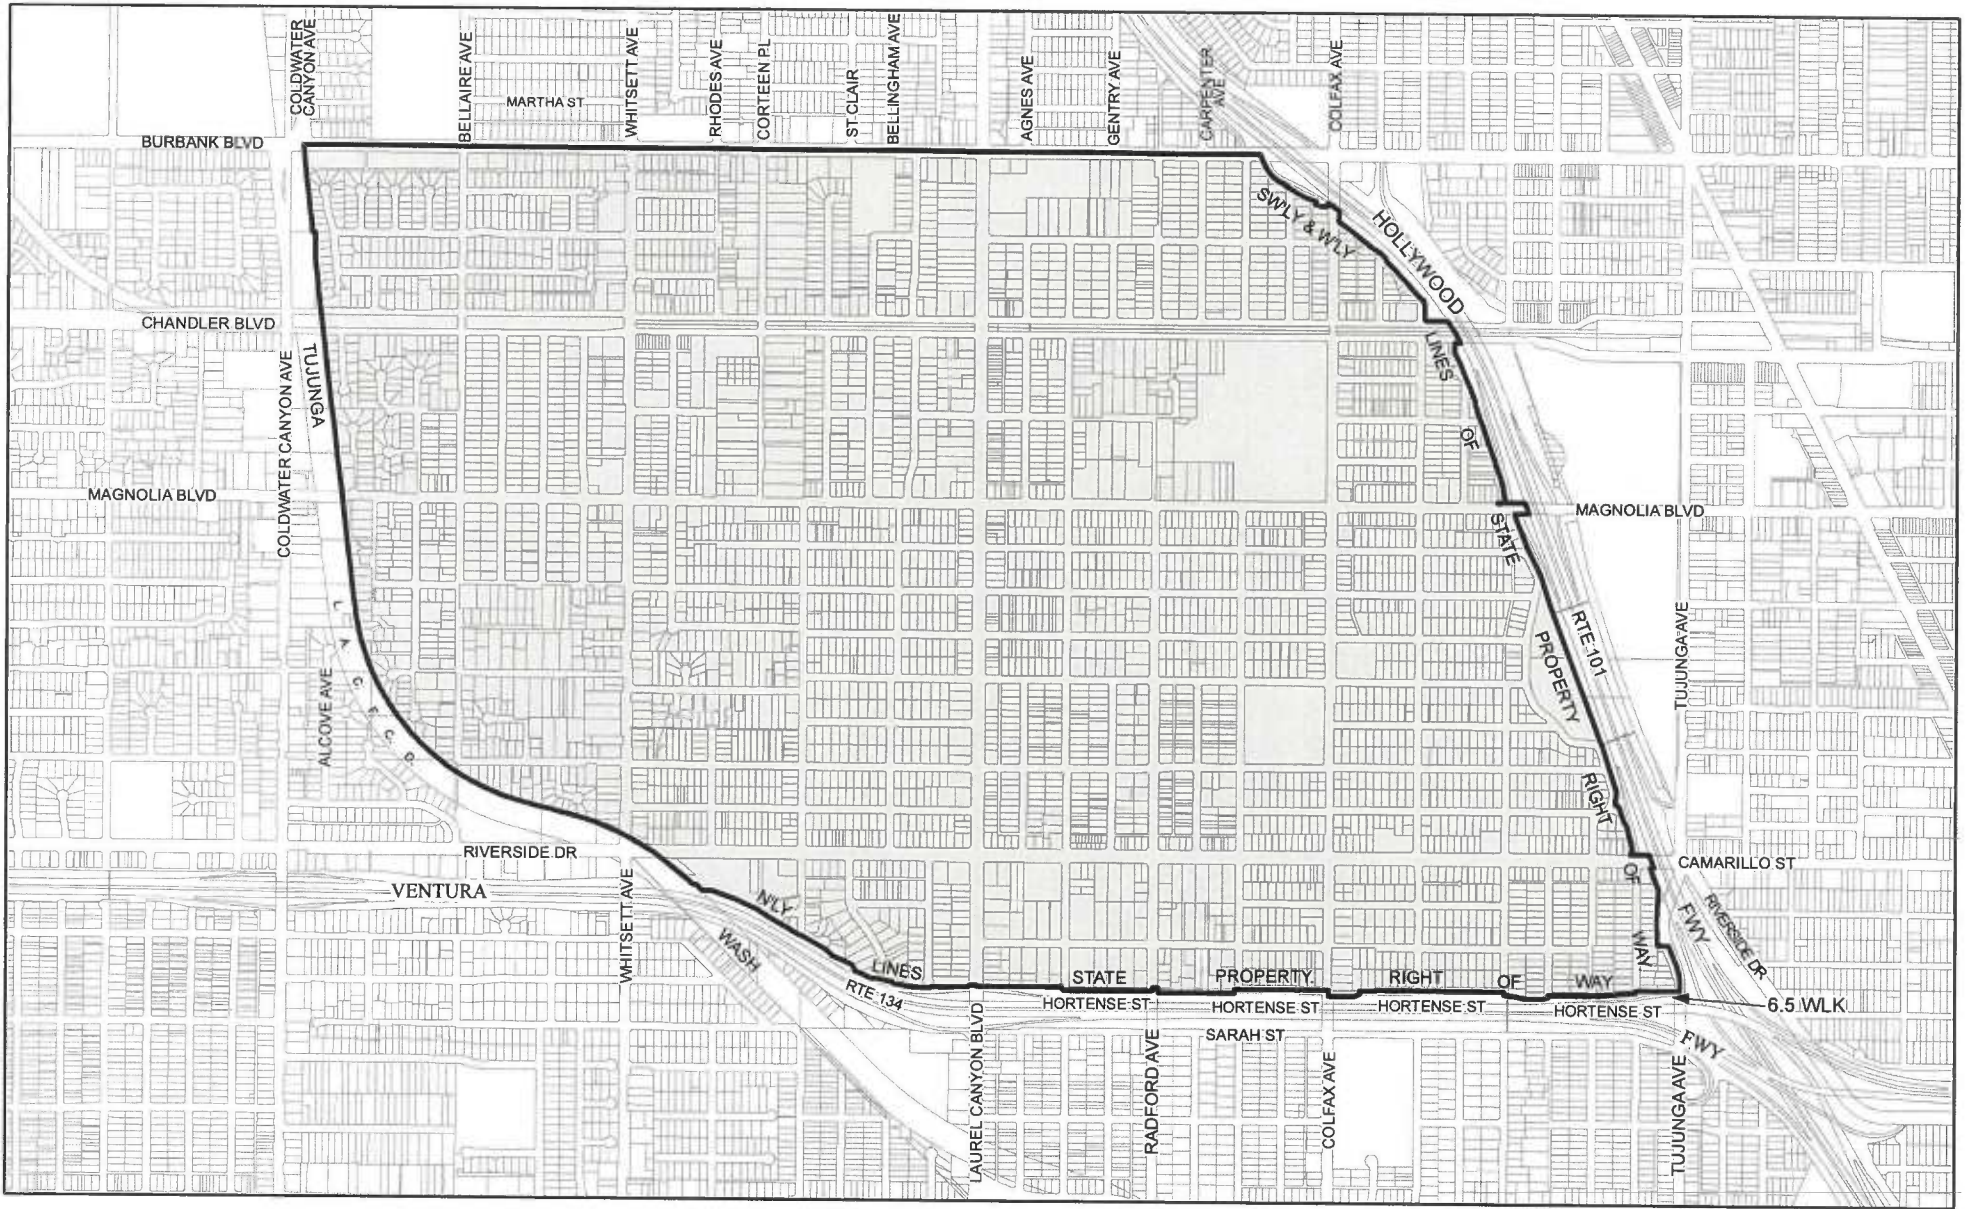 COLDWATER
CANYON AVE
BELLAIRE AVE
MARTHA ST
WHITSETT AVE
RHODES AVE
CORTEEN PL
ST CLAIR
BELLINGHAM AVE
AGNES AVE
GENTRY AVE
CARPENTER
AVE
COLFAX AVE
BURBANK BLVD
SW'LY & W'LY
HOLLYWOOD
CHANDLER BLVD
TUJUNGA
COLDWATER CANYON AVE
LINES
OF
MAGNOLIA BLVD
MAGNOLIA BLVD
STATE
L. A. C. F. C. D.
RTE 101
PROPERTY
TUJUNGA AVE
ALCOVE AVE
RIGHT
RIVERSIDE DR
CAMARILLO ST
OF
VENTURA
WHITSETT AVE
N'LY
WASH
FWY
RIVERSIDE DR
WAY
LINES
STATE
PROPERTY
RIGHT
OF
WAY
RTE 134
HORTENSE ST
HORTENSE ST
HORTENSE ST
HORTENSE ST
6.5 WLK
SARAH ST
FWY
LAUREL CANYON BLVD
RADFORD AVE
COLFAX AVE
TUJUNGA AVE